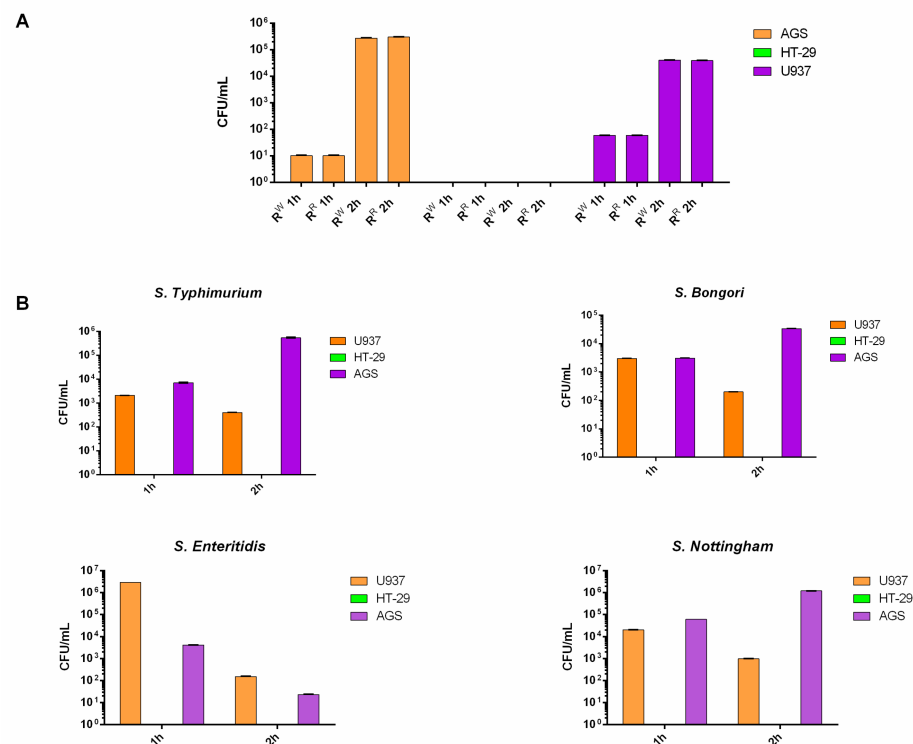 A
CFU/mL
10⁶
10⁵
10⁴
10³
10²
10¹
10⁰
Rᵂ 1h
Rᴿ 1h
Rᵂ 2h
Rᴿ 2h
Rᵂ 1h
Rᴿ 1h
Rᵂ 2h
Rᴿ 2h
Rᵂ 1h
Rᴿ 1h
Rᵂ 2h
Rᴿ 2h
AGS
HT-29
U937
B
S. Typhimurium
CFU/mL
10⁶
10⁵
10⁴
10³
10²
10¹
10⁰
1h
2h
U937
HT-29
AGS
S. Bongori
CFU/mL
10⁵
10⁴
10³
10²
10¹
10⁰
1h
2h
U937
HT-29
AGS
S. Enteritidis
CFU/mL
10⁷
10⁶
10⁵
10⁴
10³
10²
10¹
10⁰
1h
2h
U937
HT-29
AGS
S. Nottingham
CFU/mL
10⁷
10⁶
10⁵
10⁴
10³
10²
10¹
10⁰
1h
2h
U937
HT-29
AGS